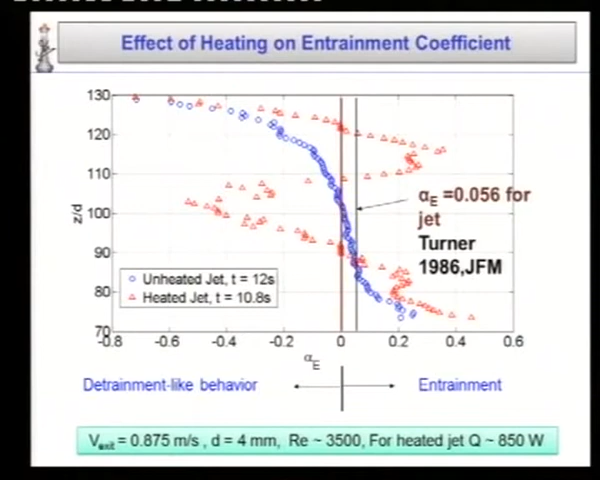 Effect of Heating on Entrainment Coefficient
130
120
110
100
90
80
70
z/d
αE =0.056 for
jet
Turner
1986,JFM
Unheated Jet, t = 12s
Heated Jet, t = 10.8s
-0.8 -0.6 -0.4 -0.2 0 0.2 0.4 0.6
αE
Detrainment-like behavior Entrainment
Vexit = 0.875 m/s , d = 4 mm, Re ~ 3500, For heated jet Q ~ 850 W